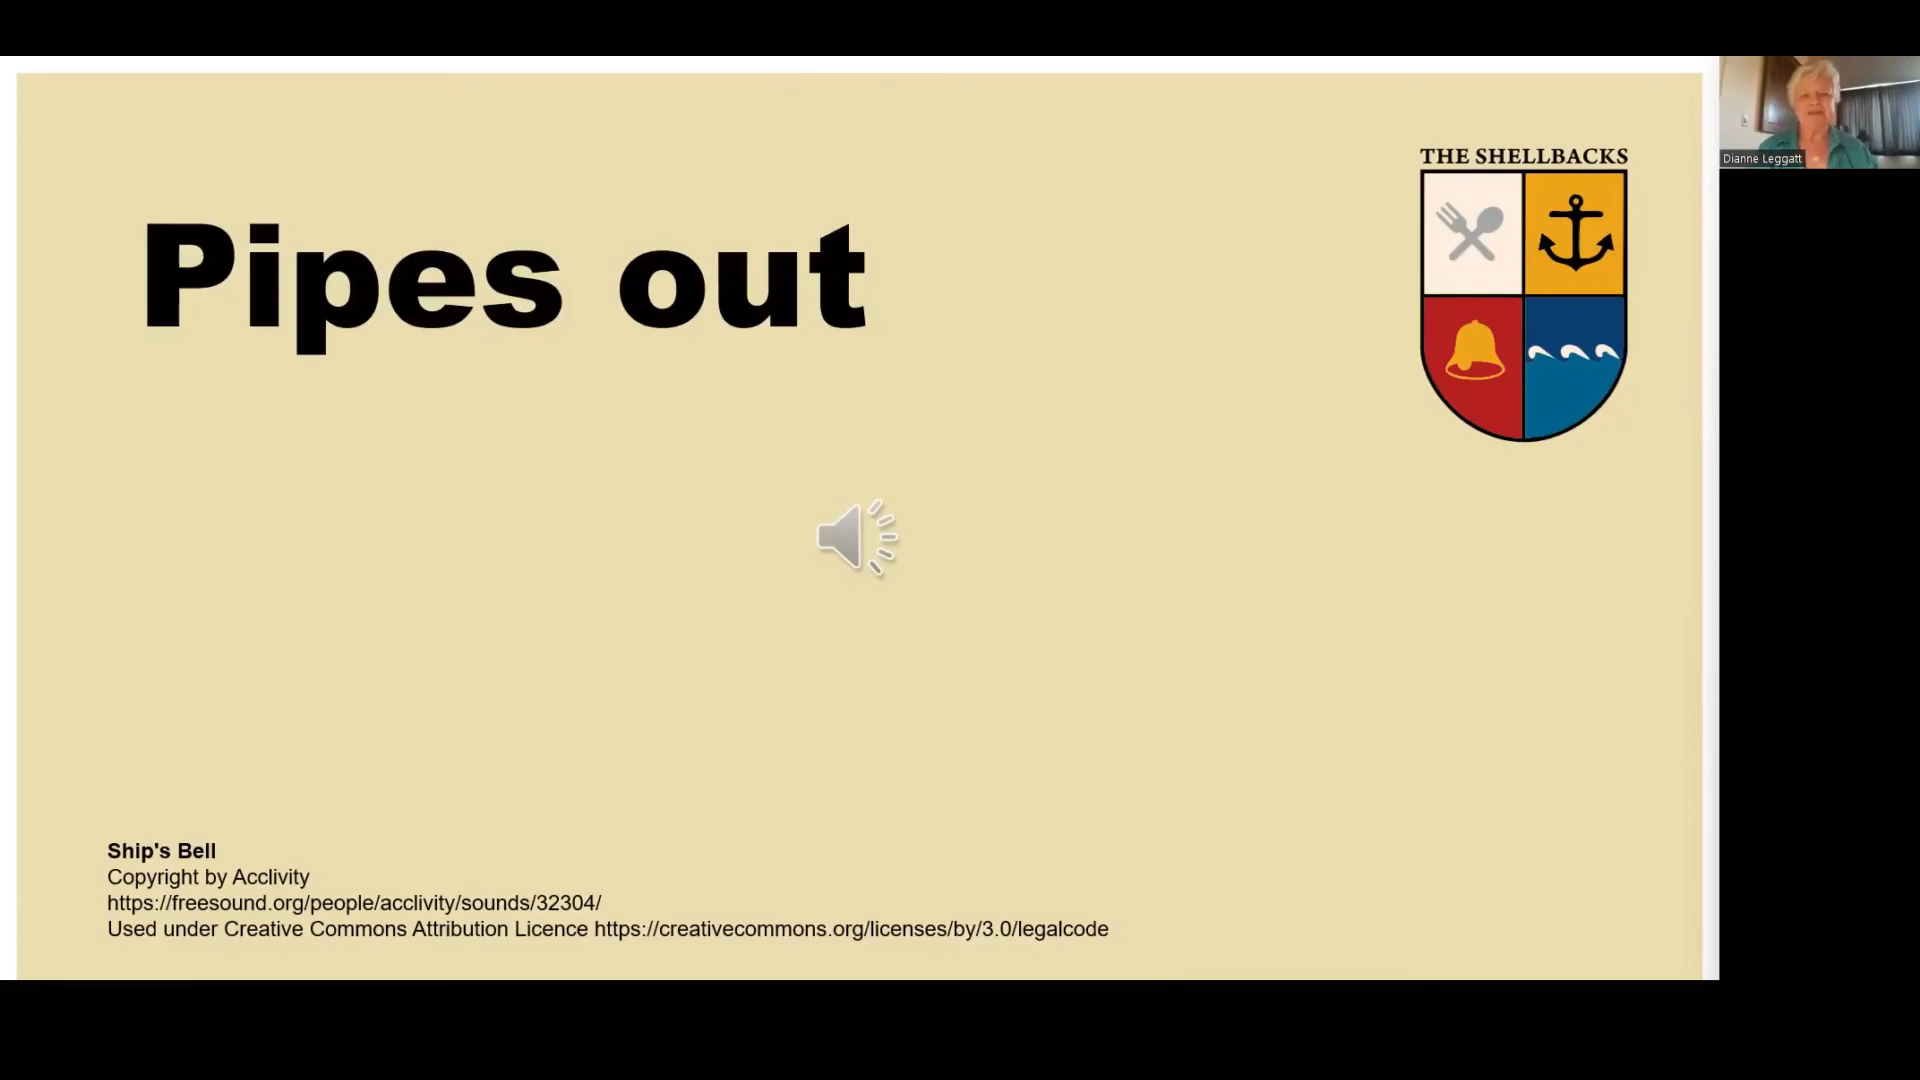 THE SHELLBACKS
Pipes out
Dianne Leggatt
Ship's Bell
Copyright by Acclivity
https://freesound.org/people/acclivity/sounds/32304/
Used under Creative Commons Attribution Licence https://creativecommons.org/licenses/by/3.0/legalcode